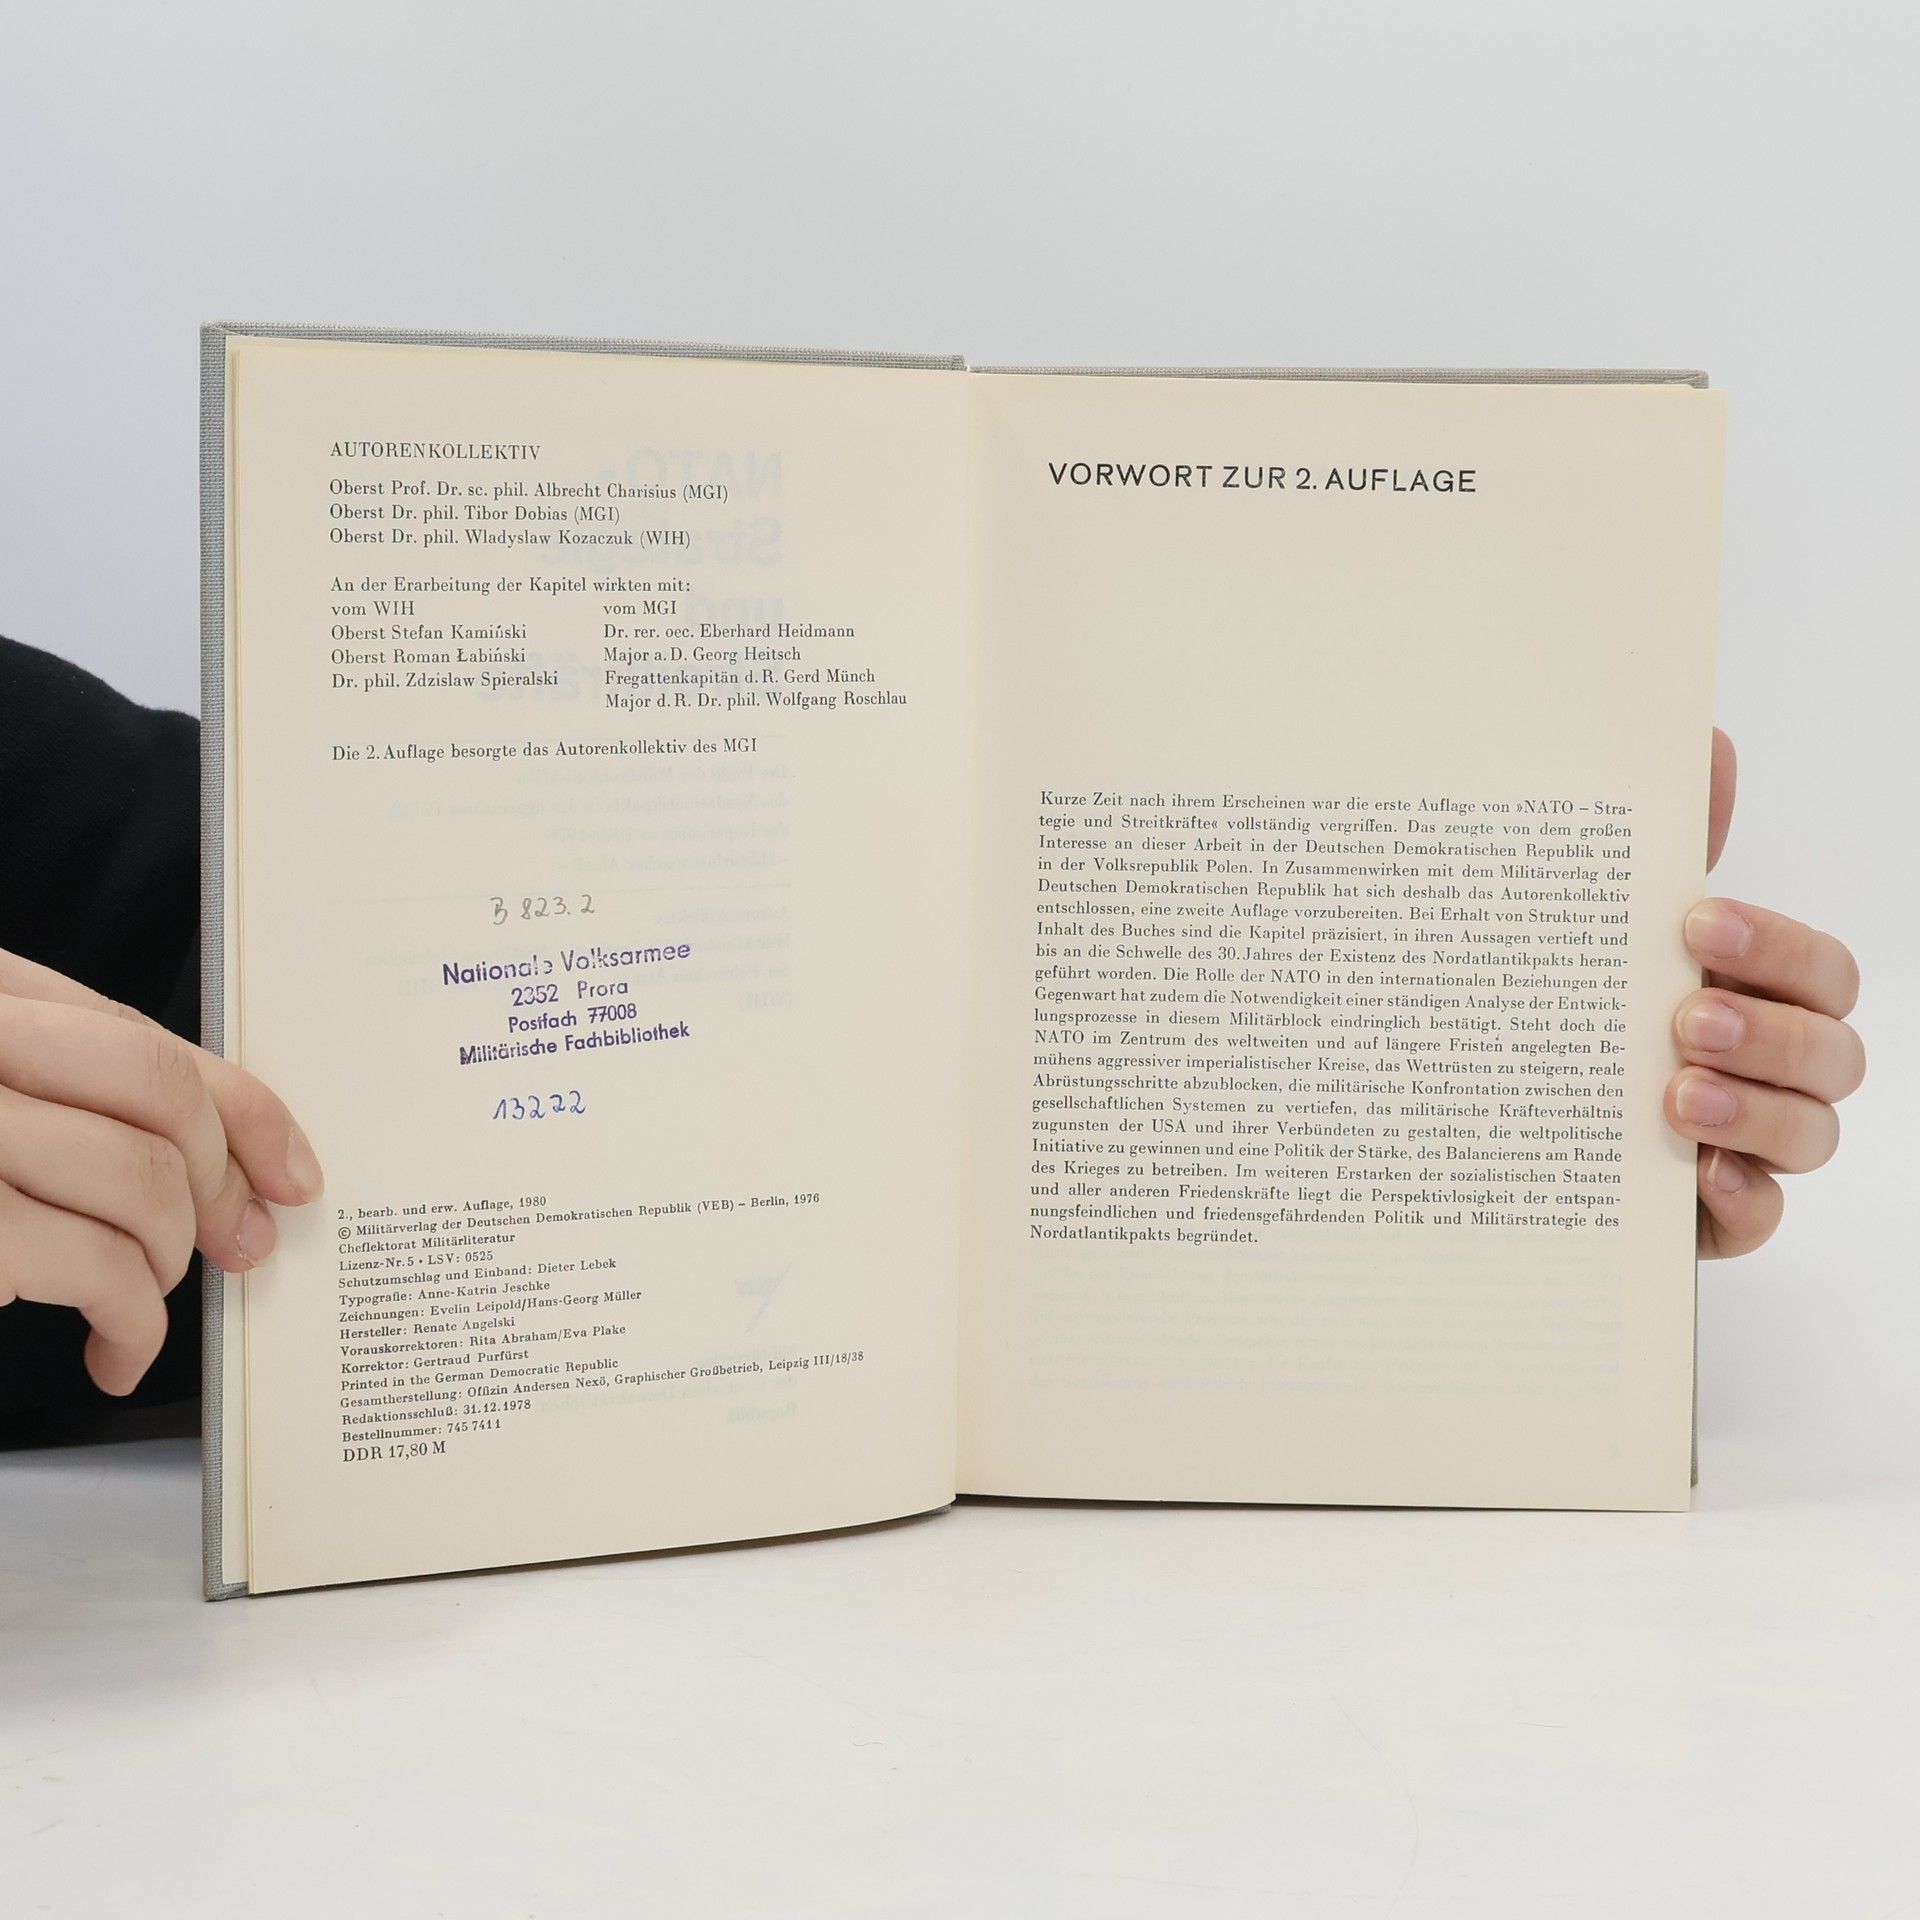 AUTORENKOLLEKTIV
Oberst Prof. Dr. sc. phil. Albrecht Charisius (MGI)
Oberst Dr. phil. Tibor Dobias (MGI)
Oberst Dr. phil. Wladyslaw Kozaczuk (WIH)
An der Erarbeitung der Kapitel wirkten mit:
vom WIH
Oberst Stefan Kamiński
Oberst Roman Łabiński
Dr. phil. Zdzislaw Spieralski
vom MGI
Dr. rer. oec. Eberhard Heidmann
Major a. D. Georg Heitsch
Fregattenkapitän d. R. Gerd Münch
Major d. R. Dr. phil. Wolfgang Roschlau
Die 2. Auflage besorgte das Autorenkollektiv des MGI
B 823.2
Nationale Volksarmee
2352 Prora
Postfach 77008
Militärische Fachbibliothek
13222
2., bearb. und erw. Auflage, 1980
© Militärverlag der Deutschen Demokratischen Republik (VEB) – Berlin, 1976
Cheflektorat Militärliteratur
Lizenz-Nr. 5 · LSV: 0525
Schutzumschlag und Einband: Dieter Lebek
Typografie: Anne-Katrin Jeschke
Zeichnungen: Evelin Leipold/Hans-Georg Müller
Hersteller: Renate Angelski
Vorauskorrektoren: Rita Abraham/Eva Plake
Korrektor: Gertraud Purfürst
Printed in the German Democratic Republic
Gesamtherstellung: Offizin Andersen Nexö, Graphischer Großbetrieb, Leipzig III/18/38
Redaktionsschluß: 31.12.1978
Bestellnummer: 745 741 1
DDR 17,80 M
VORWORT ZUR 2. AUFLAGE
Kurze Zeit nach ihrem Erscheinen war die erste Auflage von »NATO – Stra-
tegie und Streitkräfte« vollständig vergriffen. Das zeugte von dem großen
Interesse an dieser Arbeit in der Deutschen Demokratischen Republik und
in der Volksrepublik Polen. In Zusammenwirken mit dem Militärverlag der
Deutschen Demokratischen Republik hat sich deshalb das Autorenkollektiv
entschlossen, eine zweite Auflage vorzubereiten. Bei Erhalt von Struktur und
Inhalt des Buches sind die Kapitel präzisiert, in ihren Aussagen vertieft und
bis an die Schwelle des 30. Jahres der Existenz des Nordatlantikpakts heran-
geführt worden. Die Rolle der NATO in den internationalen Beziehungen der
Gegenwart hat zudem die Notwendigkeit einer ständigen Analyse der Entwick-
lungsprozesse in diesem Militärblock eindringlich bestätigt. Steht doch die
NATO im Zentrum des weltweiten und auf längere Fristen angelegten Be-
mühens aggressiver imperialistischer Kreise, das Wettrüsten zu steigern, reale
Abrüstungsschritte abzublocken, die militärische Konfrontation zwischen den
gesellschaftlichen Systemen zu vertiefen, das militärische Kräfteverhältnis
zugunsten der USA und ihrer Verbündeten zu gestalten, die weltpolitische
Initiative zu gewinnen und eine Politik der Stärke, des Balancierens am Rande
des Krieges zu betreiben. Im weiteren Erstarken der sozialistischen Staaten
und aller anderen Friedenskräfte liegt die Perspektivlosigkeit der entspan-
nungsfeindlichen und friedensgefährdenden Politik und Militärstrategie des
Nordatlantikpakts begründet.